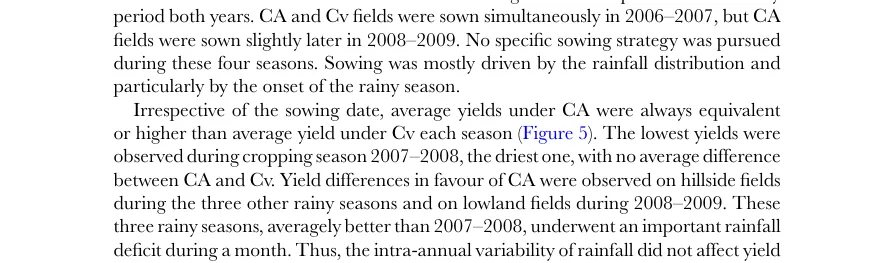 period both years. CA and Cv fields were sown simultaneously in 2006–2007, but CA
fields were sown slightly later in 2008–2009. No specific sowing strategy was pursued
during these four seasons. Sowing was mostly driven by the rainfall distribution and
particularly by the onset of the rainy season.
Irrespective of the sowing date, average yields under CA were always equivalent
or higher than average yield under Cv each season (Figure 5). The lowest yields were
observed during cropping season 2007–2008, the driest one, with no average difference
between CA and Cv. Yield differences in favour of CA were observed on hillside fields
during the three other rainy seasons and on lowland fields during 2008–2009. These
three rainy seasons, averagely better than 2007–2008, underwent an important rainfall
deficit during a month. Thus, the intra-annual variability of rainfall did not affect yield